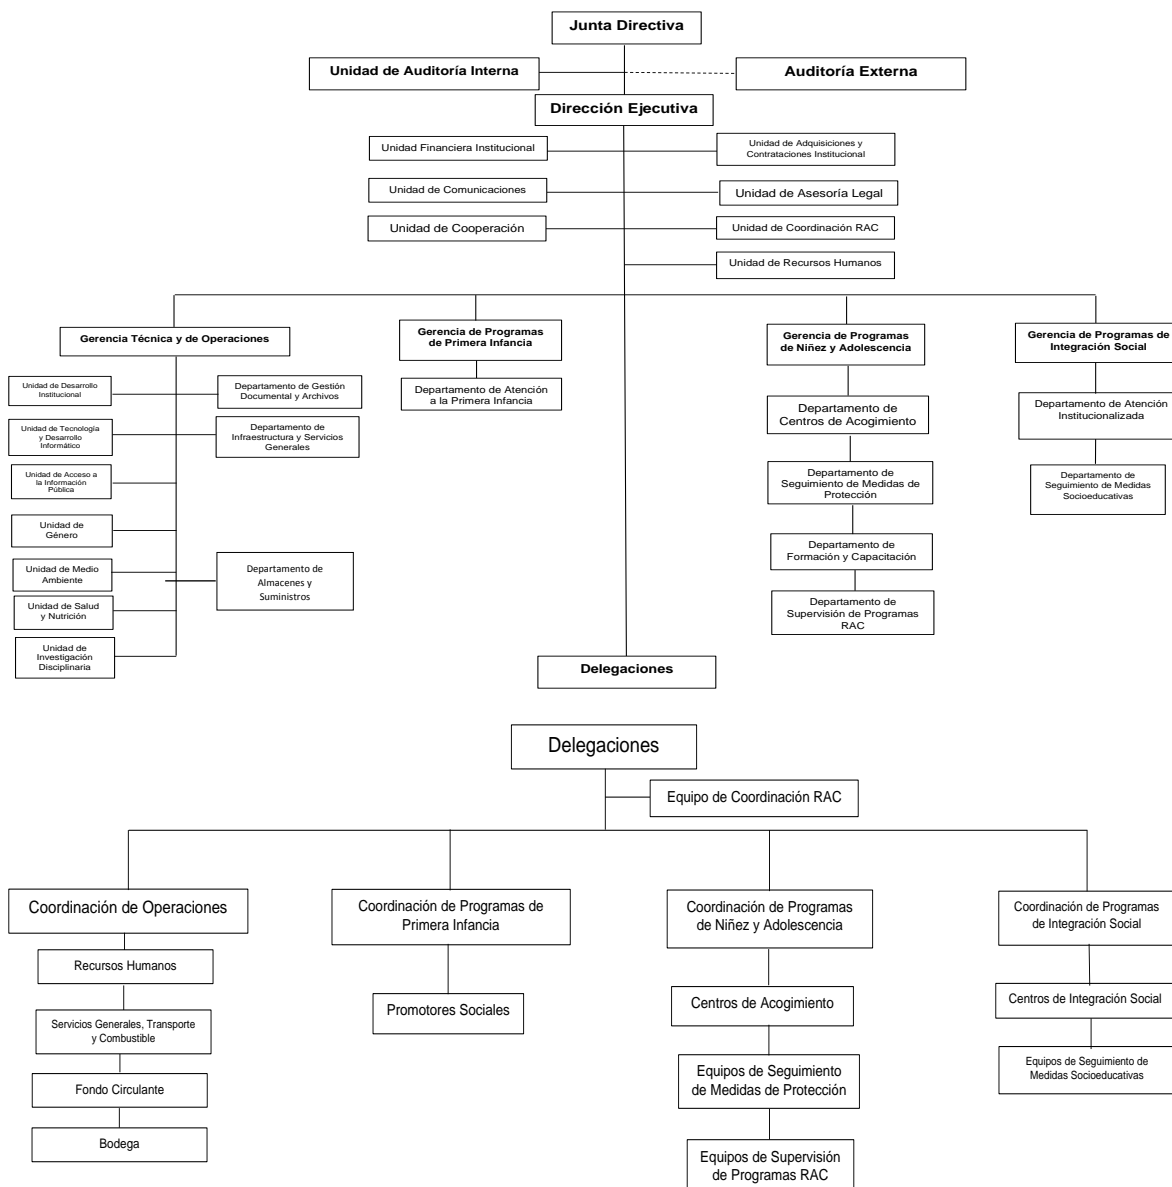 Junta Directiva
Unidad de Auditoría Interna
Auditoría Externa
Dirección Ejecutiva
Unidad Financiera Institucional
Unidad de Adquisiciones y
Contrataciones Institucional
Unidad de Comunicaciones
Unidad de Asesoría Legal
Unidad de Cooperación
Unidad de Coordinación RAC
Unidad de Recursos Humanos
Gerencia Técnica y de Operaciones
Gerencia de Programas
de Primera Infancia
Gerencia de Programas
de Niñez y Adolescencia
Gerencia de Programas de
Integración Social
Unidad de Desarrollo
Institucional
Departamento de Gestión
Documental y Archivos
Unidad de Tecnología
y Desarrollo
Informático
Departamento de
Infraestructura y Servicios
Generales
Unidad de Acceso a
la Información
Pública
Unidad de
Género
Unidad de Medio
Ambiente
Departamento de
Almacenes y
Suministros
Unidad de Salud
y Nutrición
Unidad de
Investigación
Disciplinaria
Departamento de Atención
a la Primera Infancia
Departamento de
Centros de Acogimiento
Departamento de
Seguimiento de Medidas de
Protección
Departamento de
Formación y Capacitación
Departamento de
Supervisión de Programas
RAC
Departamento de Atención
Institucionalizada
Departamento de
Seguimiento de Medidas
Socioeducativas
Delegaciones
Delegaciones
Equipo de Coordinación RAC
Coordinación de Operaciones
Recursos Humanos
Servicios Generales, Transporte
y Combustible
Fondo Circulante
Bodega
Coordinación de Programas de
Primera Infancia
Promotores Sociales
Coordinación de Programas
de Niñez y Adolescencia
Centros de Acogimiento
Equipos de Seguimiento
de Medidas de Protección
Equipos de Supervisión
de Programas RAC
Coordinación de Programas
de Integración Social
Centros de Integración Social
Equipos de Seguimiento de
Medidas Socioeducativas